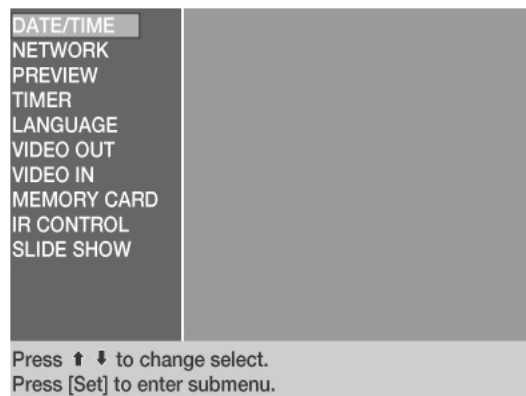 DATE/TIME
NETWORK
PREVIEW
TIMER
LANGUAGE
VIDEO OUT
VIDEO IN
MEMORY CARD
IR CONTROL
SLIDE SHOW
Press ⬆ ⬇ to change select.
Press [Set] to enter submenu.